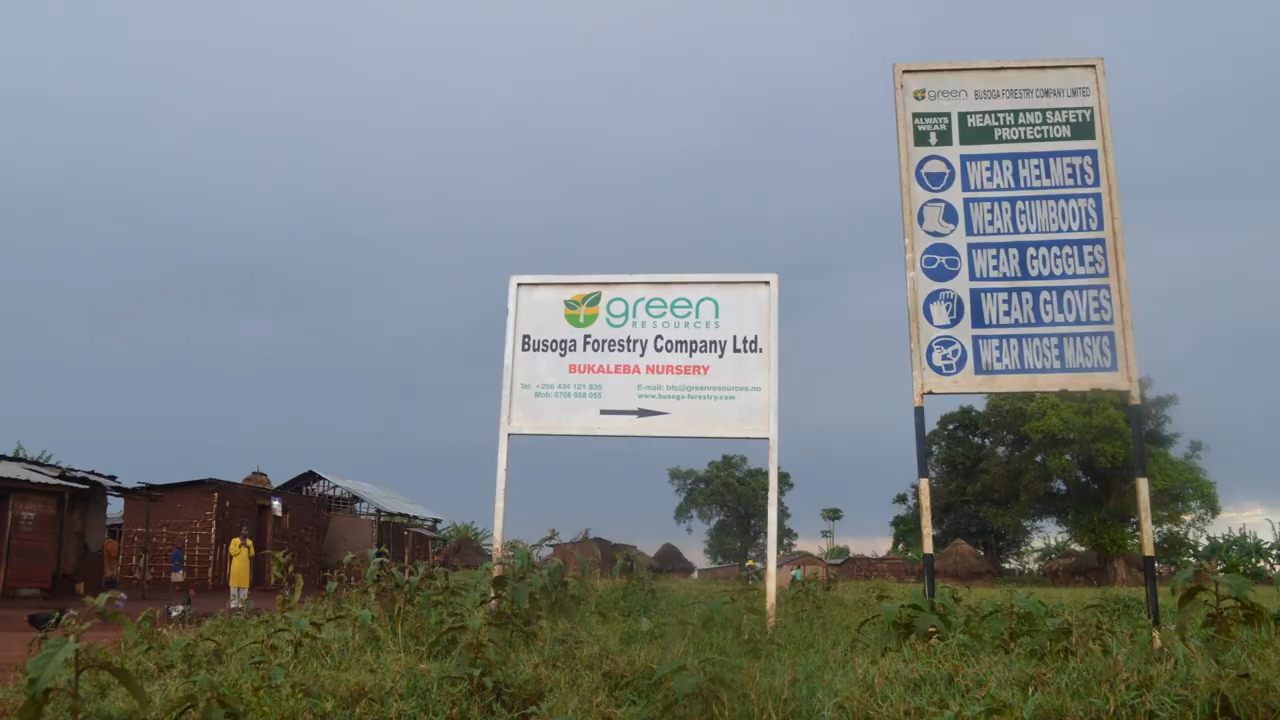 green
RESOURCES
Busoga Forestry Company Ltd.
BUKALEBA NURSERY
Tel: +256 434 121 835
E-mail: bfc@greenresources.no
Mob: 0706 988 055
www.busoga-forestry.com
green
BUSOGA FORESTRY COMPANY LIMITED
ALWAYS
WEAR
HEALTH AND SAFETY
PROTECTION
WEAR HELMETS
WEAR GUMBOOTS
WEAR GOGGLES
WEAR GLOVES
WEAR NOSE MASKS